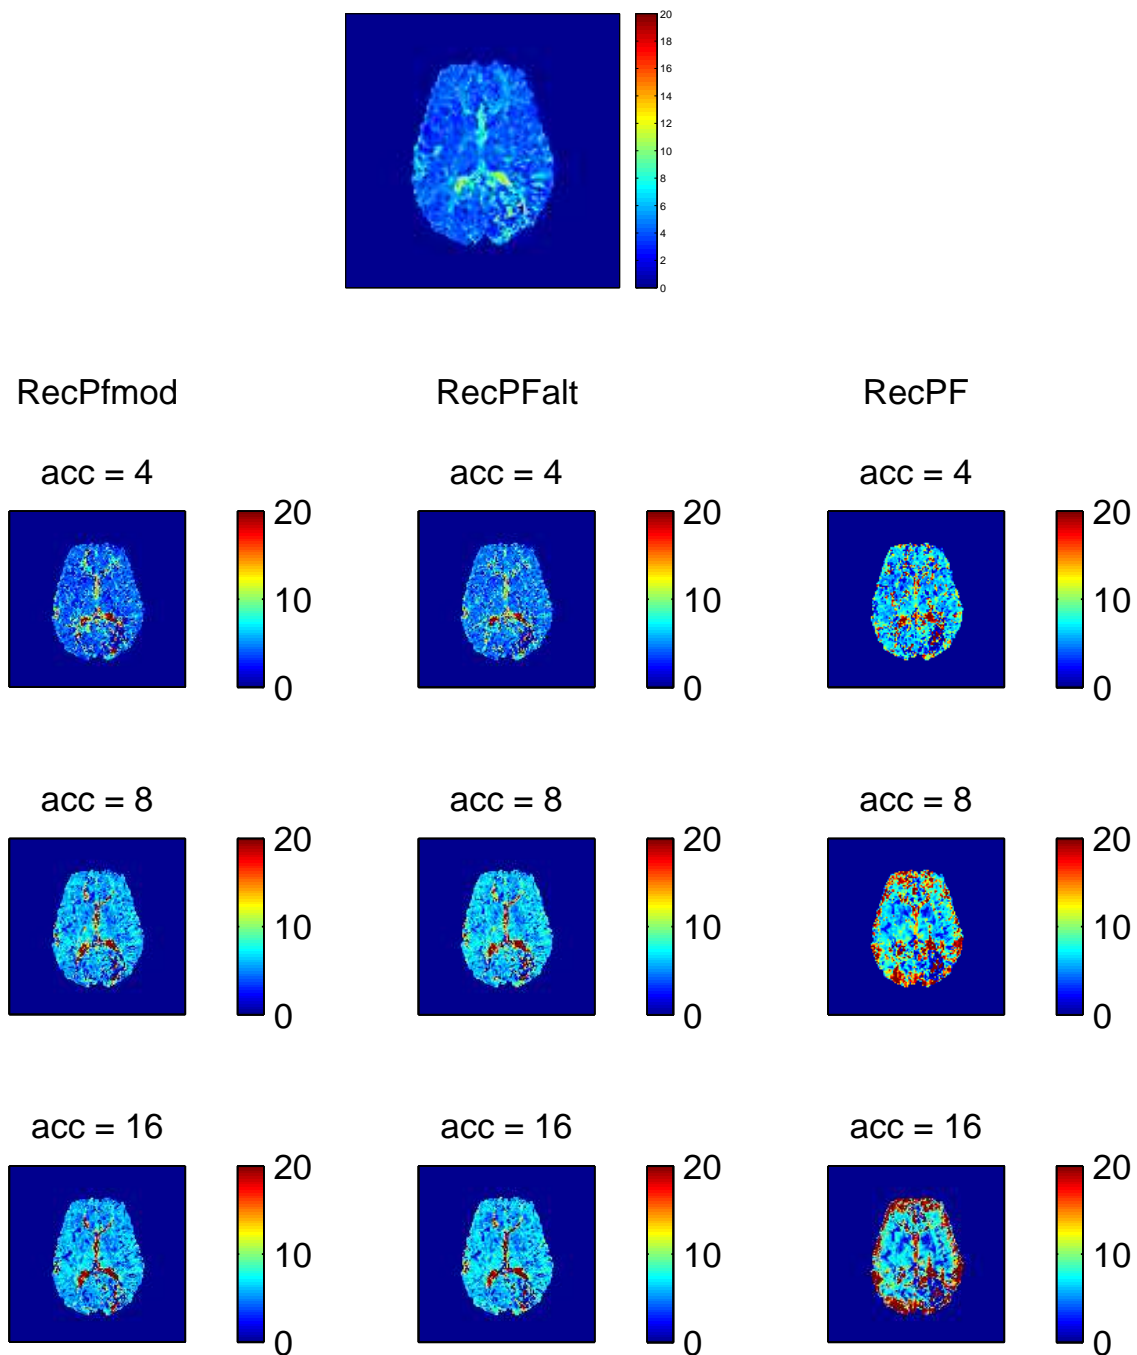 20
18
16
14
12
10
8
6
4
2
0
RecPfmod RecPFalt RecPF
acc = 4 acc = 4 acc = 4
20 20 20
10 10 10
0 0 0
acc = 8 acc = 8 acc = 8
20 20 20
10 10 10
0 0 0
acc = 16 acc = 16 acc = 16
20 20 20
10 10 10
0 0 0